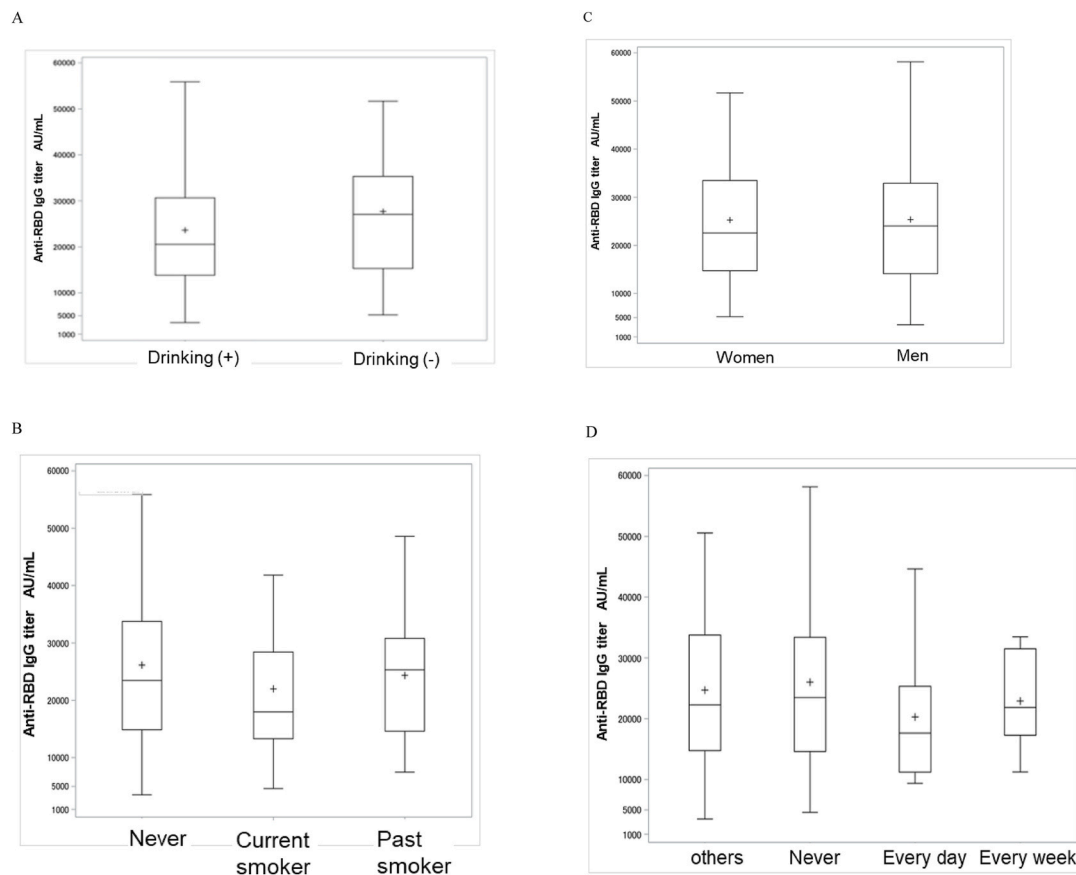 A
Anti-RBD IgG titer AU/mL
60000
50000
40000
30000
20000
10000
5000
1000
Drinking (+)
Drinking (-)
B
Anti-RBD IgG titer AU/mL
60000
50000
40000
30000
20000
10000
5000
1000
Never
Current
smoker
Past
smoker
C
Anti-RBD IgG titer AU/mL
60000
50000
40000
30000
20000
10000
5000
1000
Women
Men
D
Anti-RBD IgG titer AU/mL
60000
50000
40000
30000
20000
10000
5000
1000
others
Never
Every day
Every week